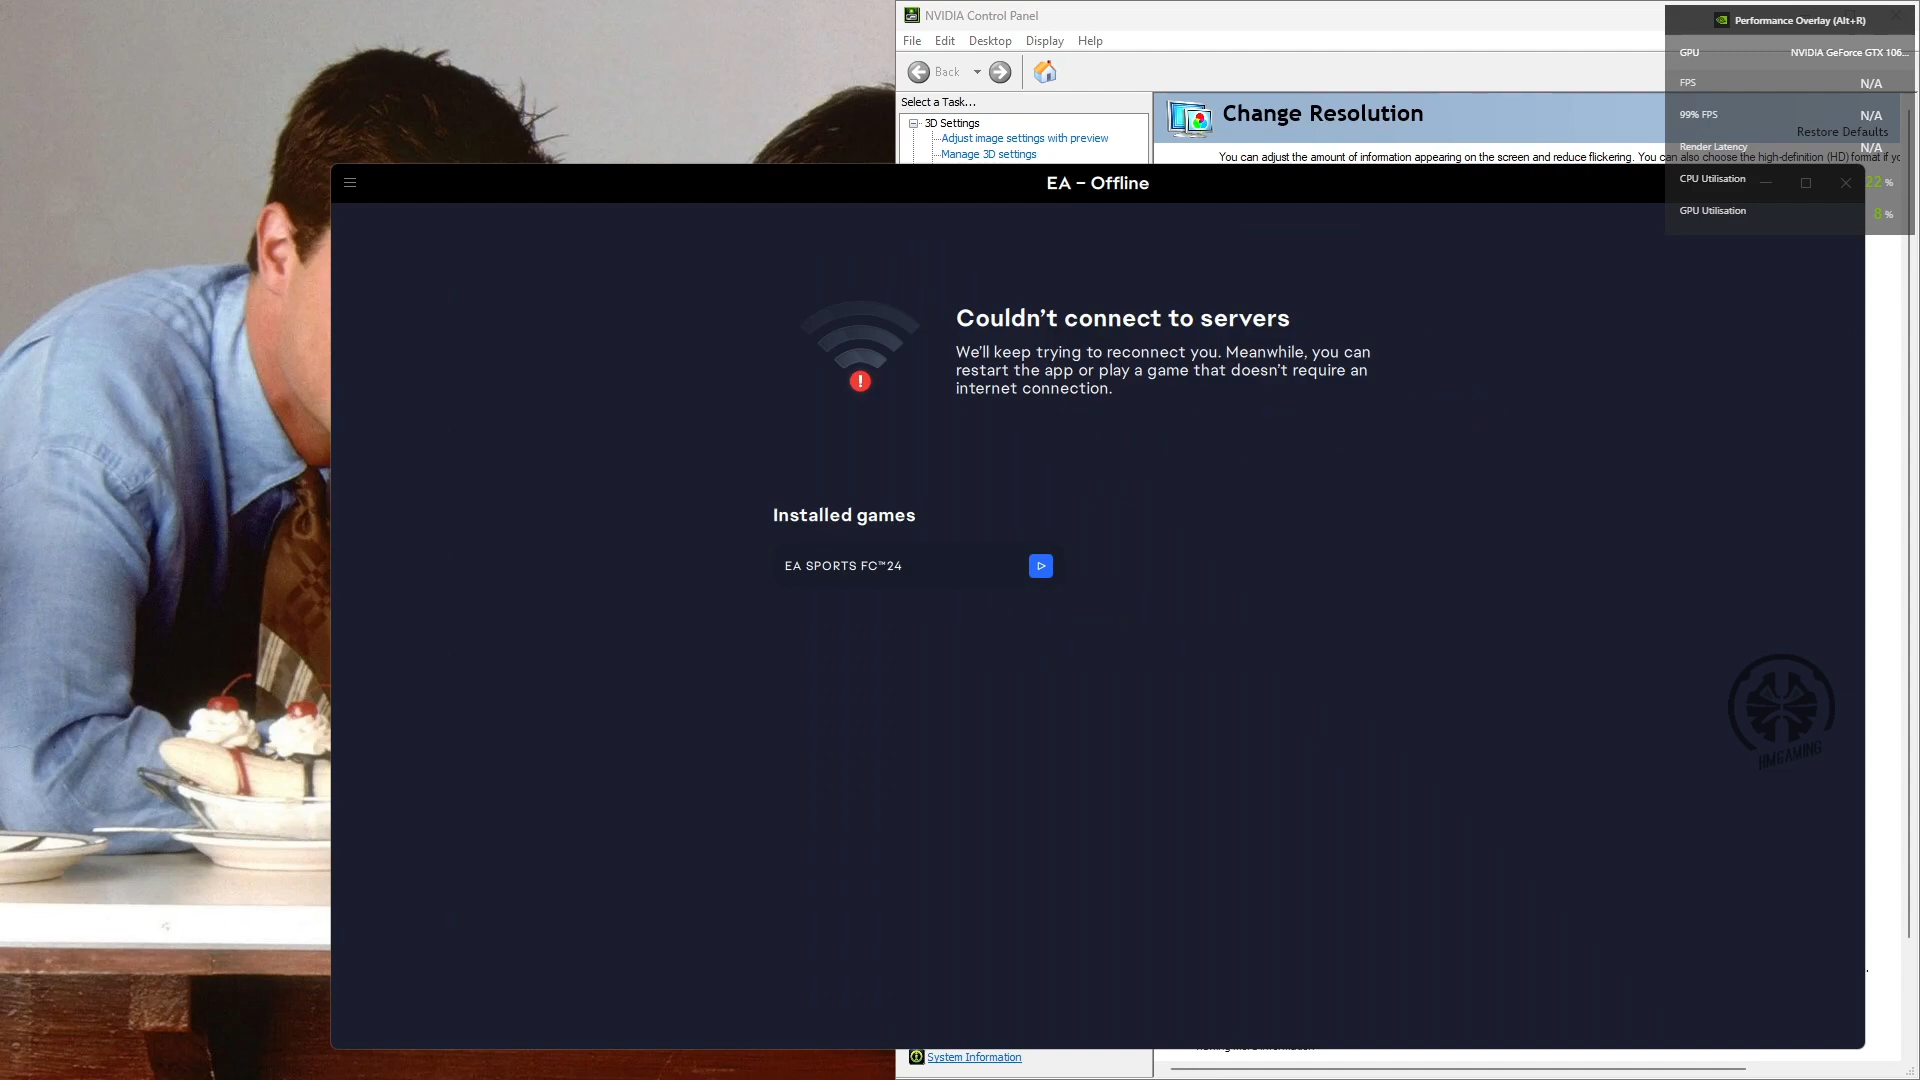 NVIDIA Control Panel
File Edit Desktop Display Help
Back
Select a Task...
3D Settings
Adjust image settings with preview
Manage 3D settings
Change Resolution
Restore Defaults
You can adjust the amount of information appearing on the screen and reduce flickering. You can also choose the high-definition (HD) format if yo
Performance Overlay (Alt+R)
GPU NVIDIA GeForce GTX 106...
FPS N/A
99% FPS N/A
Render Latency N/A
CPU Utilisation 22 %
GPU Utilisation 8 %
EA – Offline
Couldn’t connect to servers
We’ll keep trying to reconnect you. Meanwhile, you can
restart the app or play a game that doesn’t require an
internet connection.
Installed games
EA SPORTS FC™24
System Information